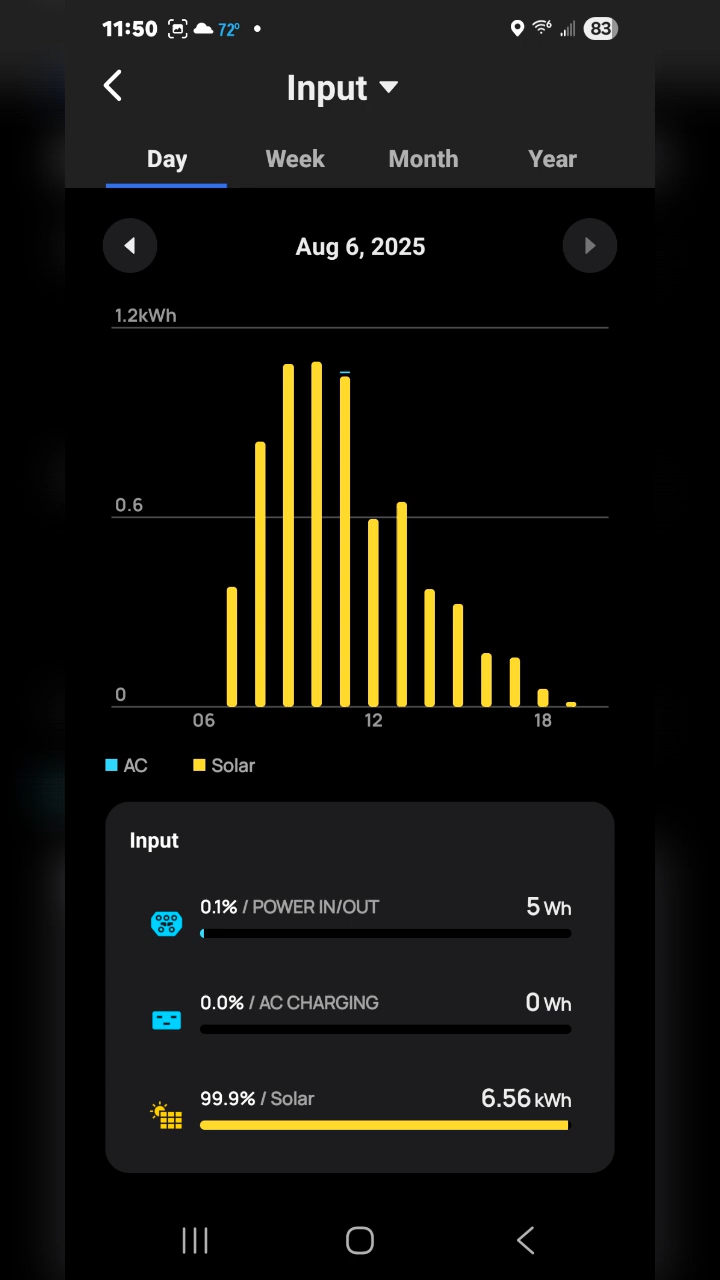 11:50 72° 83
Input
Day Week Month Year
Aug 6, 2025
1.2kWh
0.6
0
06 12 18
AC Solar
Input
0.1% / POWER IN/OUT 5 Wh
0.0% / AC CHARGING 0 Wh
99.9% / Solar 6.56 kWh